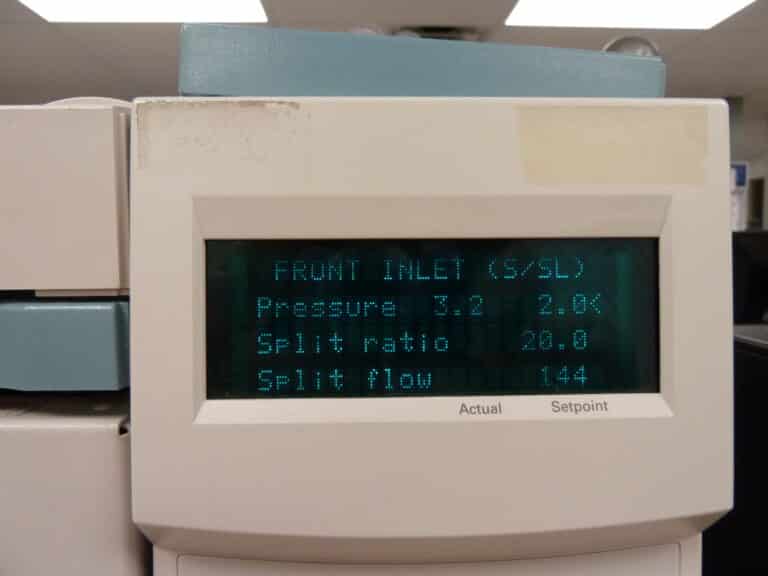 FRONT INLET (S/SL)
Pressure 3.2 2.0<
Split ratio 20.0
Split flow 144
Actual Setpoint